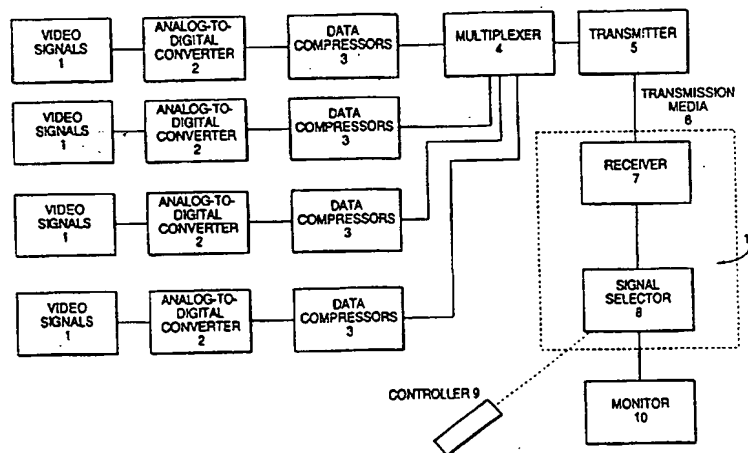 VIDEO
SIGNALS
1
ANALOG-TO-
DIGITAL
CONVERTER
2
DATA
COMPRESSORS
3
MULTIPLEXER
4
TRANSMITTER
5
TRANSMISSION
MEDIA
6
VIDEO
SIGNALS
1
ANALOG-TO-
DIGITAL
CONVERTER
2
DATA
COMPRESSORS
3
RECEIVER
7
VIDEO
SIGNALS
1
ANALOG-TO-
DIGITAL
CONVERTER 2
DATA
COMPRESSORS
3
SIGNAL
SELECTOR
8
1
VIDEO
SIGNALS
1
ANALOG-TO-
DIGITAL
CONVERTER 2
DATA
COMPRESSORS
3
CONTROLLER 9
MONITOR
10